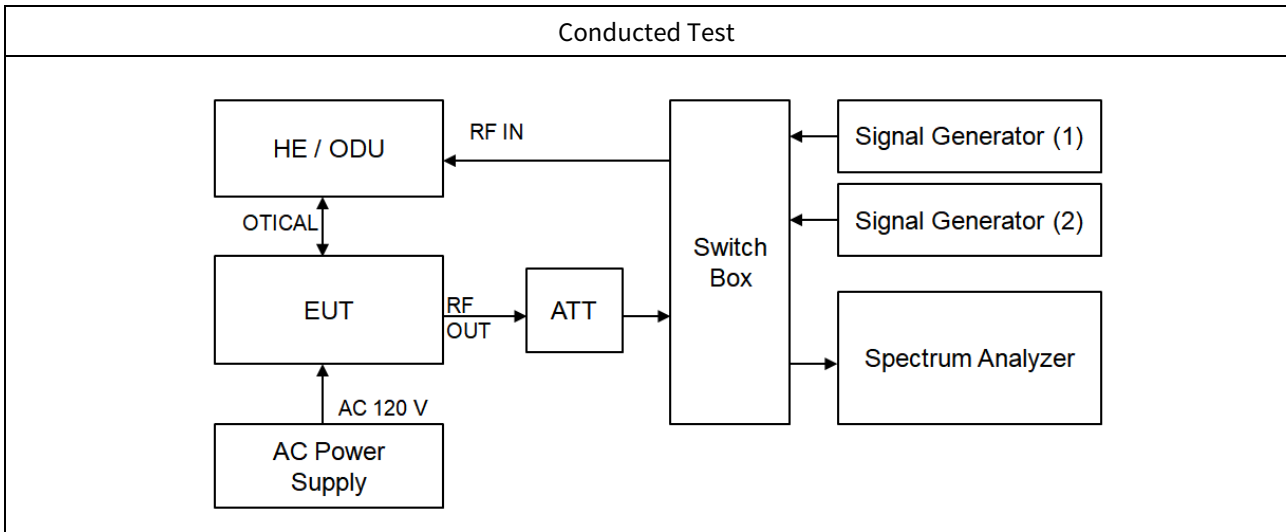 Conducted Test
HE / ODU
RF IN
Signal Generator (1)
Signal Generator (2)
OTICAL
Switch
Box
EUT
RF
OUT
ATT
Spectrum Analyzer
AC 120 V
AC Power
Supply